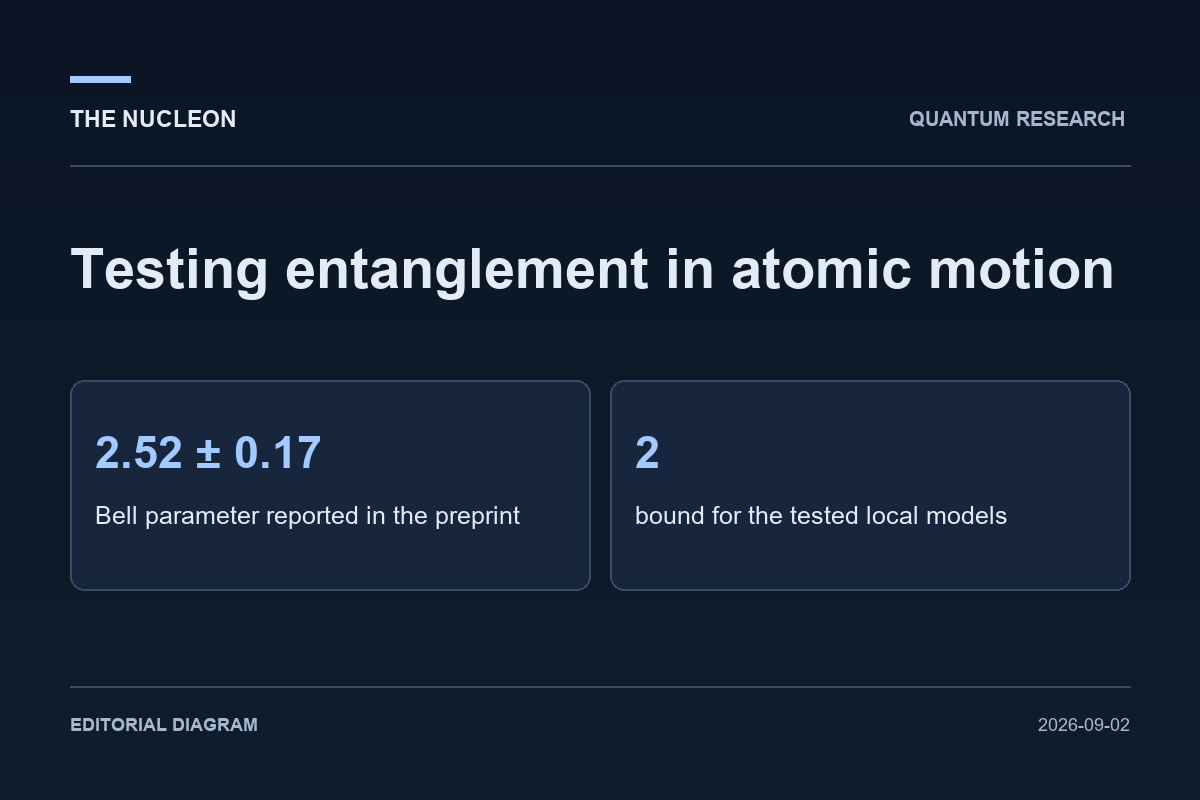 THE NUCLEON
QUANTUM RESEARCH
Testing entanglement in atomic motion
2.52 ± 0.17
Bell parameter reported in the preprint
2
bound for the tested local models
EDITORIAL DIAGRAM
2026-09-02